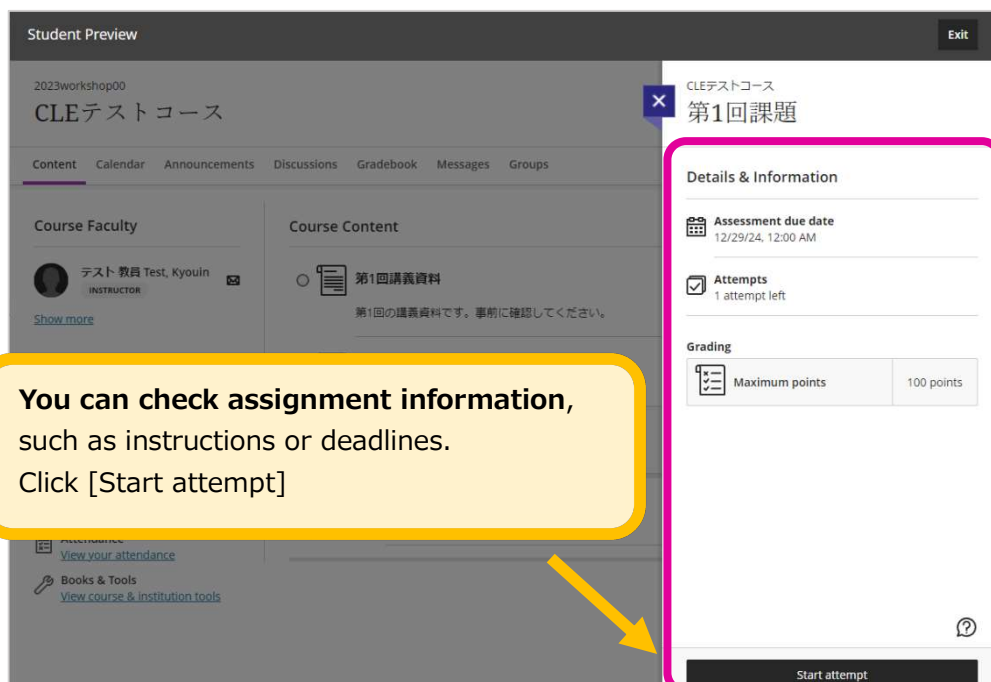 Student Preview
Exit
2023workshop00
CLEテストコース
Content Calendar Announcements Discussions Gradebook Messages Groups
Course Faculty
テスト 教員 Test, Kyouin
INSTRUCTOR
Show more
Course Content
第1回講義資料
第1回の講義資料です。事前に確認してください。
You can check assignment information,
such as instructions or deadlines.
Click [Start attempt]
Attendance
View your attendance
Books & Tools
View course & institution tools
CLEテストコース
第1回課題
Details & Information
Assessment due date
12/29/24, 12:00 AM
Attempts
1 attempt left
Grading
Maximum points
100 points
Start attempt